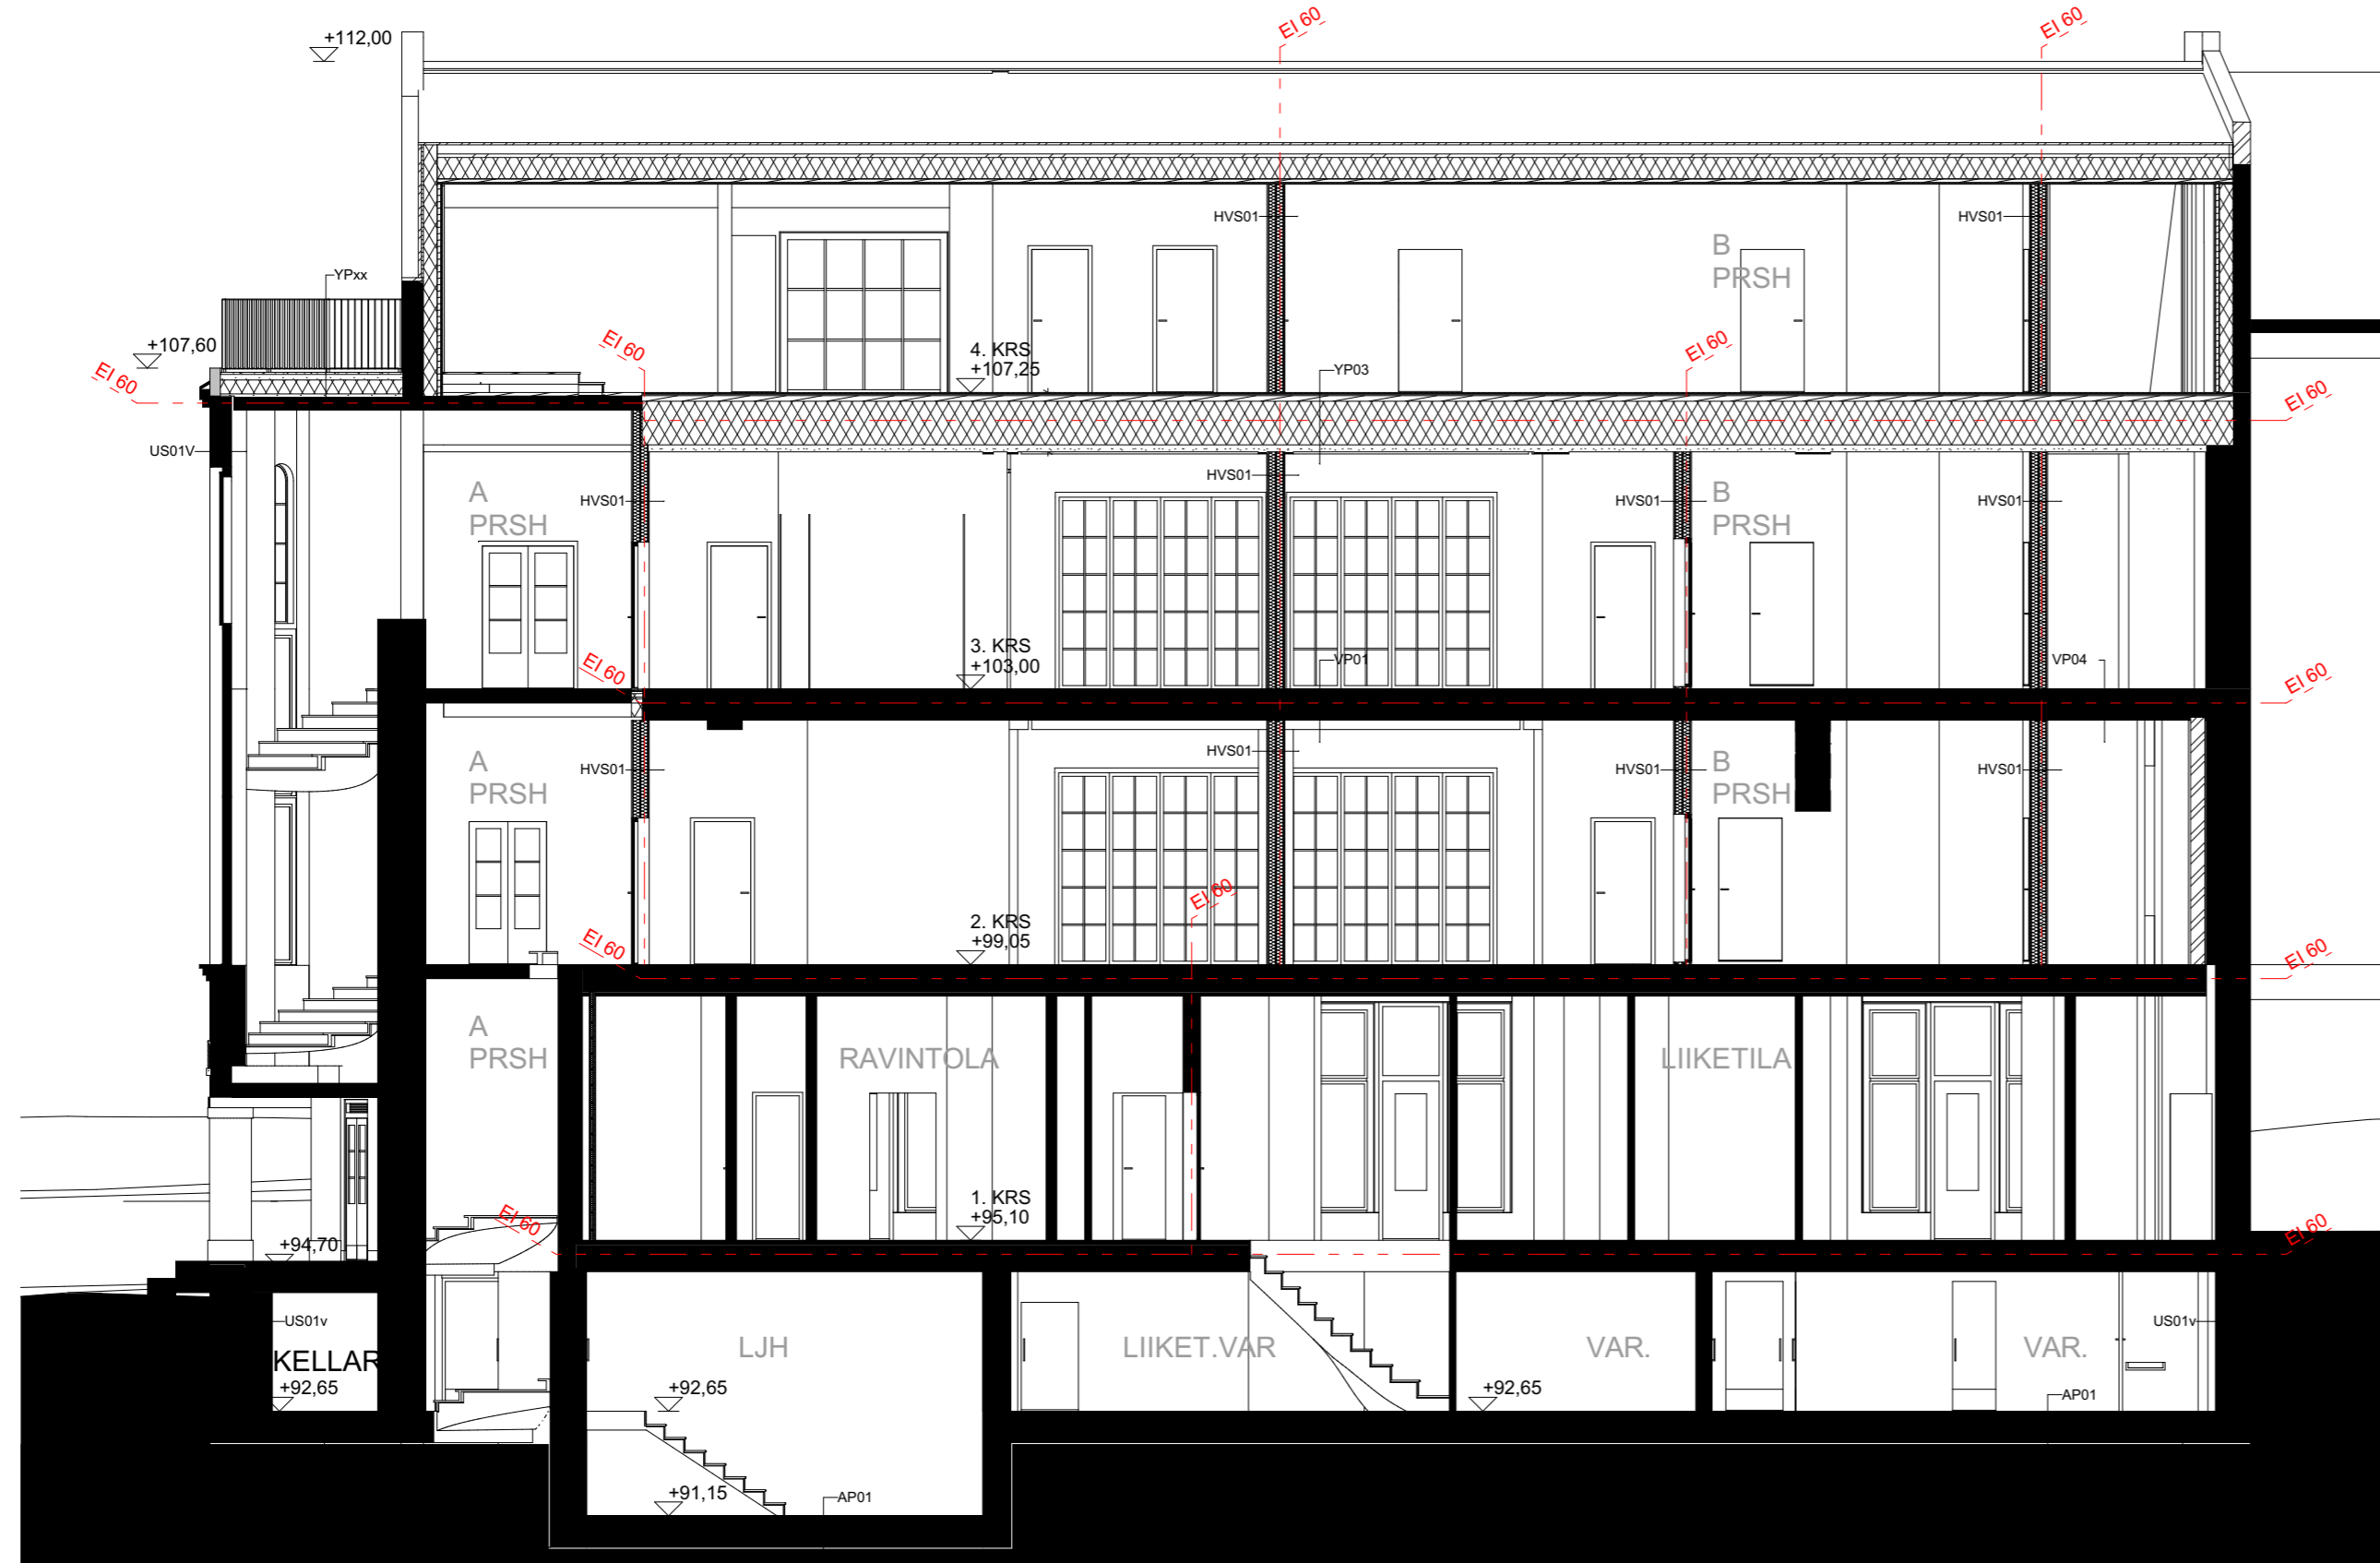 EI 60
EI 60
+112,00
HVS01
HVS01
B
PRSH
YPxx
+107,60
EI 60
EI 60
EI 60
4. KRS
+107,25
YP03
EI 60
US01V
HVS01
A
PRSH
HVS01
HVS01
B
PRSH
HVS01
EI 60
3. KRS
+103,00
VP01
VP04
EI 60
HVS01
A
PRSH
HVS01
HVS01
B
PRSH
HVS01
EI 60
EI 60
2. KRS
+99,05
EI 60
A
PRSH
RAVINTOLA
LIIKETILA
EI 60
1. KRS
+95,10
EI 60
+94,70
US01v
KELLAR
+92,65
LJH
LIIKET.VAR
VAR.
VAR.
US01v
+92,65
+92,65
AP01
+91,15
AP01